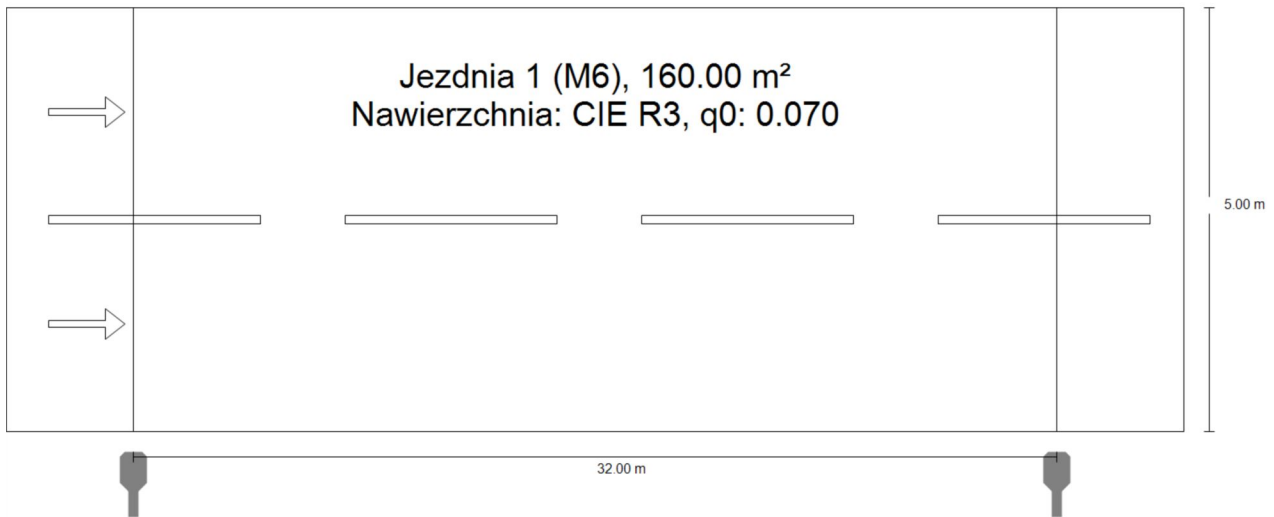 Jezdnia 1 (M6), 160.00 m²
Nawierzchnia: CIE R3, q0: 0.070
5.00 m
32.00 m